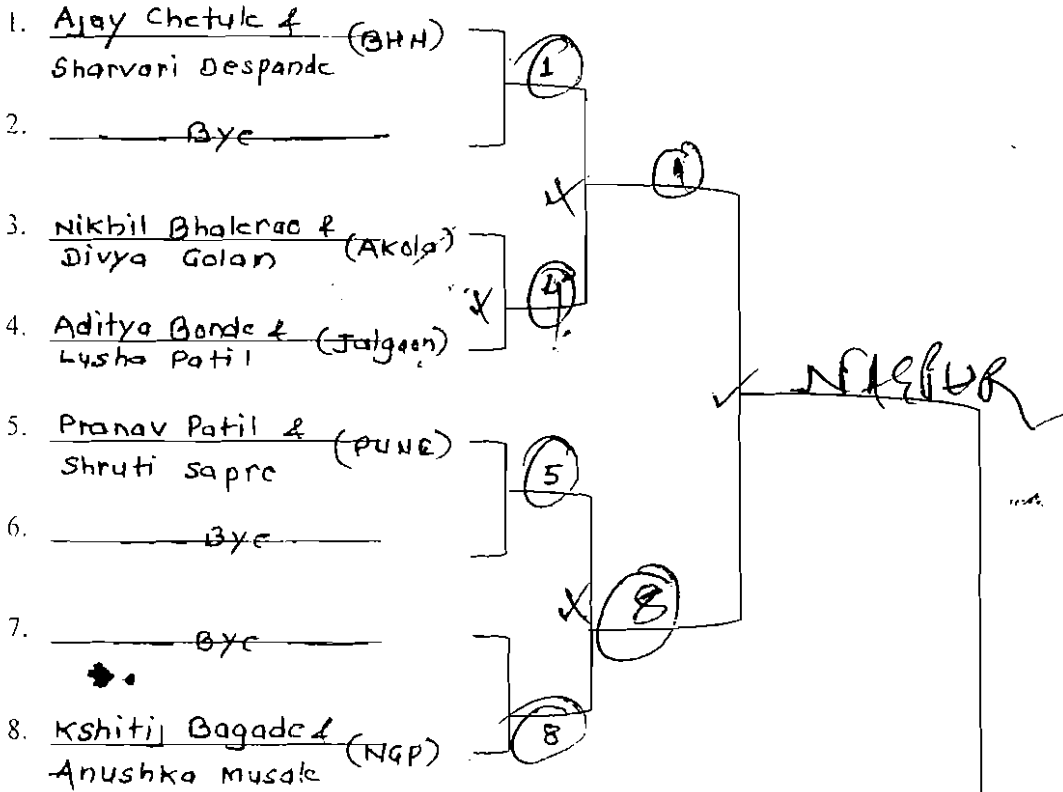 1. Ajay Chetule & (BHH)
Sharvari Despande
1
2. Bye
1
3. Nikhil Bhalerao &
Divya Golan (Akola)
4
4. Aditya Bonde & (Jalgaon)
Lysha Patil
NAGPUR
5. Pranav Patil & (PUNE)
Shruti Sapre
5
6. Bye
8
7. Bye
8
8. Kshitij Bagade &
Anushka Musale (NGP)